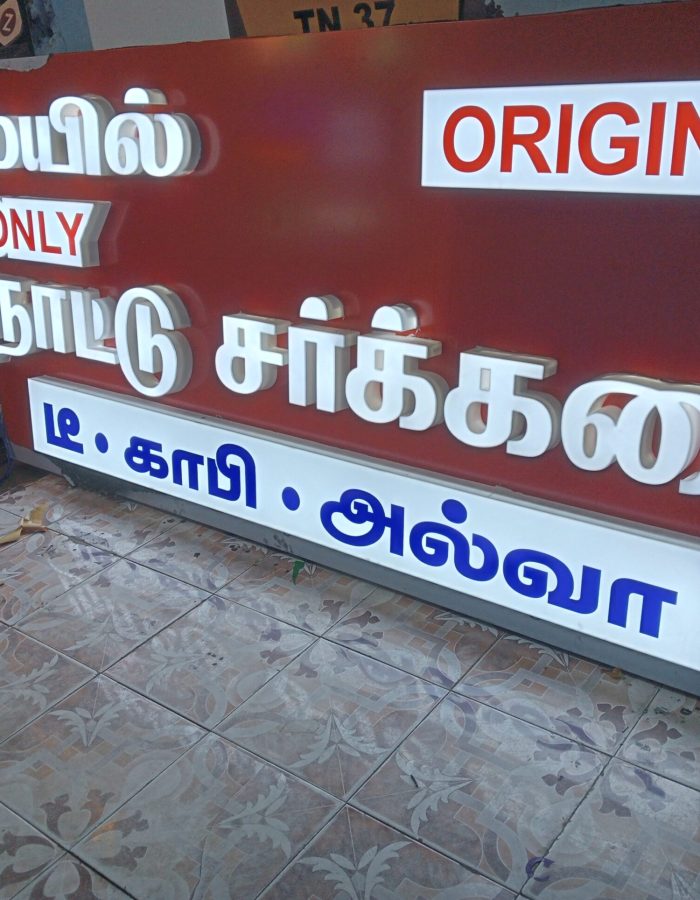 TN 37
ORIGIN
ONLY
நாட்டு சர்க்கரை
டீ • காபி • அல்வா